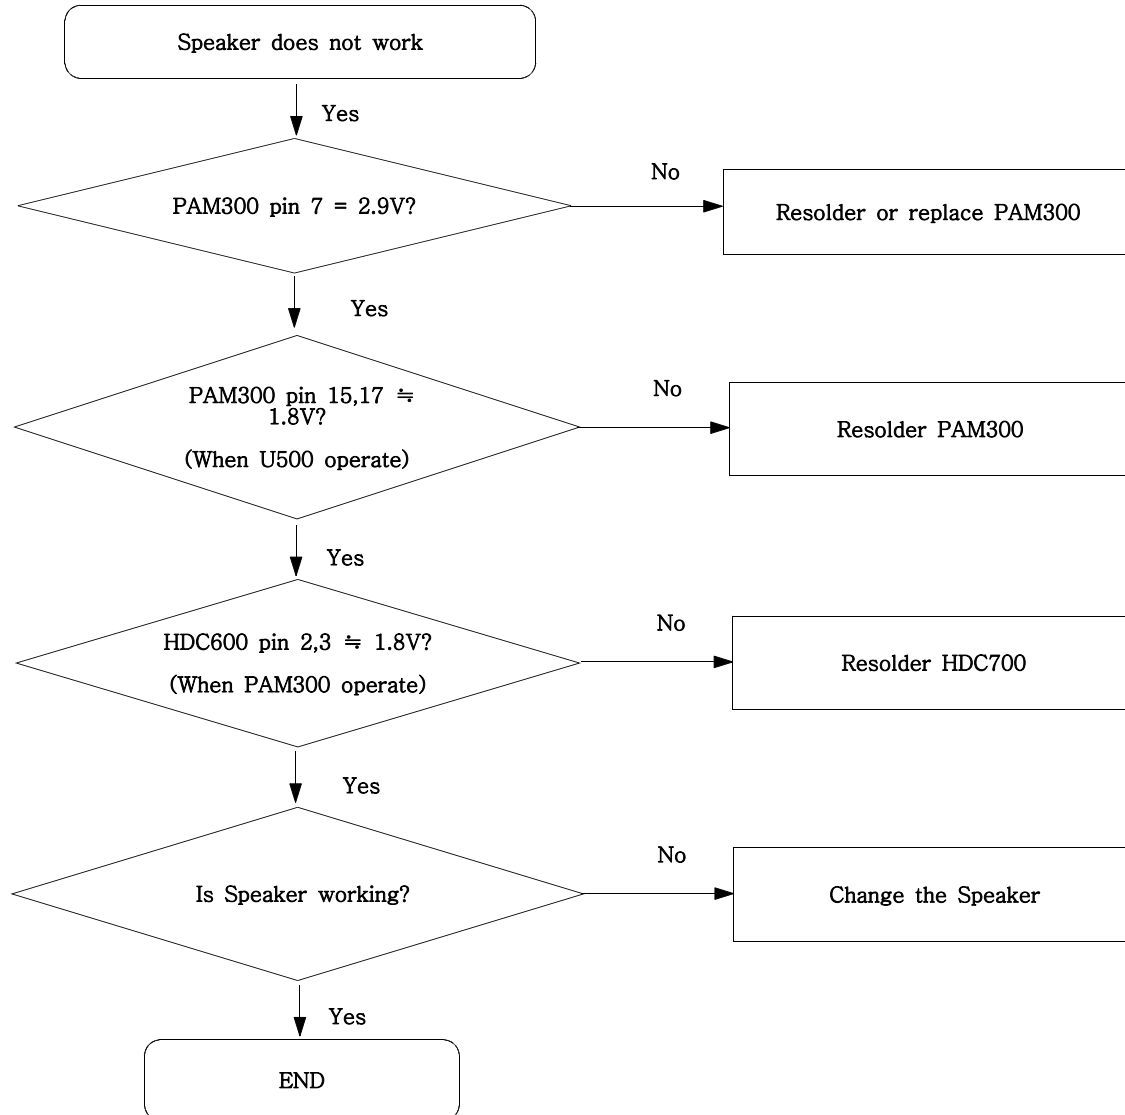 Speaker does not work
Yes
No
PAM300 pin 7 = 2.9V?
Resolder or replace PAM300
Yes
PAM300 pin 15,17 ≒
1.8V?
(When U500 operate)
No
Resolder PAM300
Yes
HDC600 pin 2,3 ≒ 1.8V?
(When PAM300 operate)
No
Resolder HDC700
Yes
No
Is Speaker working?
Change the Speaker
Yes
END